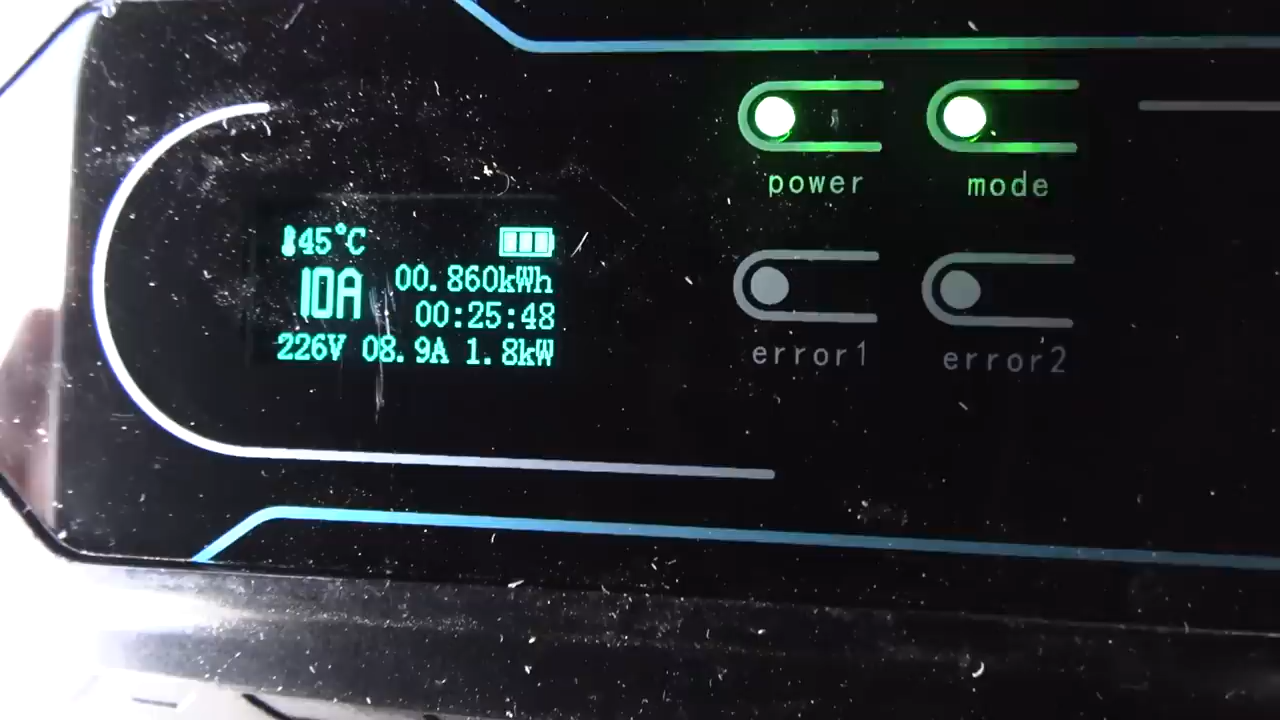 45°C
10A 00.860kWh
00:25:48
226V 08.9A 1.8kW
power mode
error1 error2